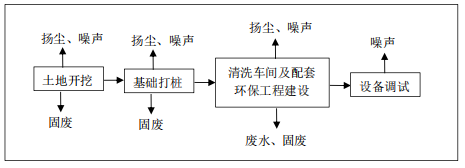 扬尘、噪声
扬尘、噪声
扬尘、噪声
噪声
土地开挖
基础打桩
清洗车间及配套
环保工程建设
设备调试
固废
固废
废水、固废